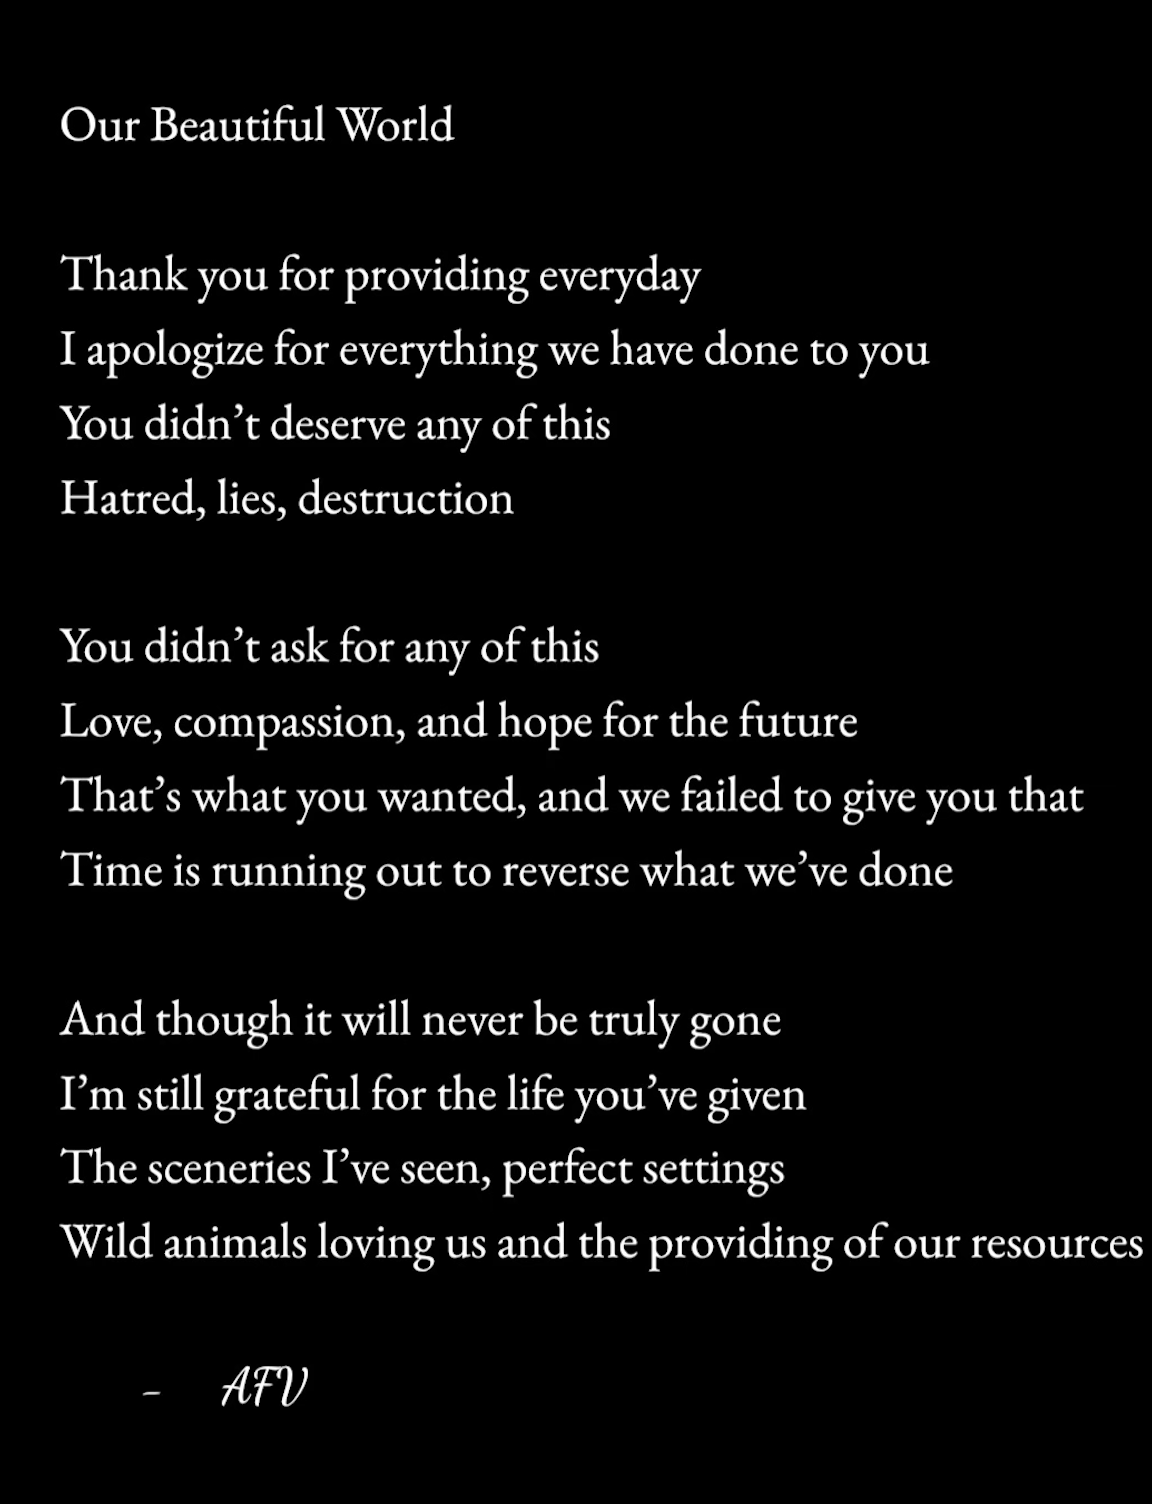 Our Beautiful World
Thank you for providing everyday
I apologize for everything we have done to you
You didn’t deserve any of this
Hatred, lies, destruction
You didn’t ask for any of this
Love, compassion, and hope for the future
That’s what you wanted, and we failed to give you that
Time is running out to reverse what we’ve done
And though it will never be truly gone
I’m still grateful for the life you’ve given
The sceneries I’ve seen, perfect settings
Wild animals loving us and the providing of our resources
- AFV